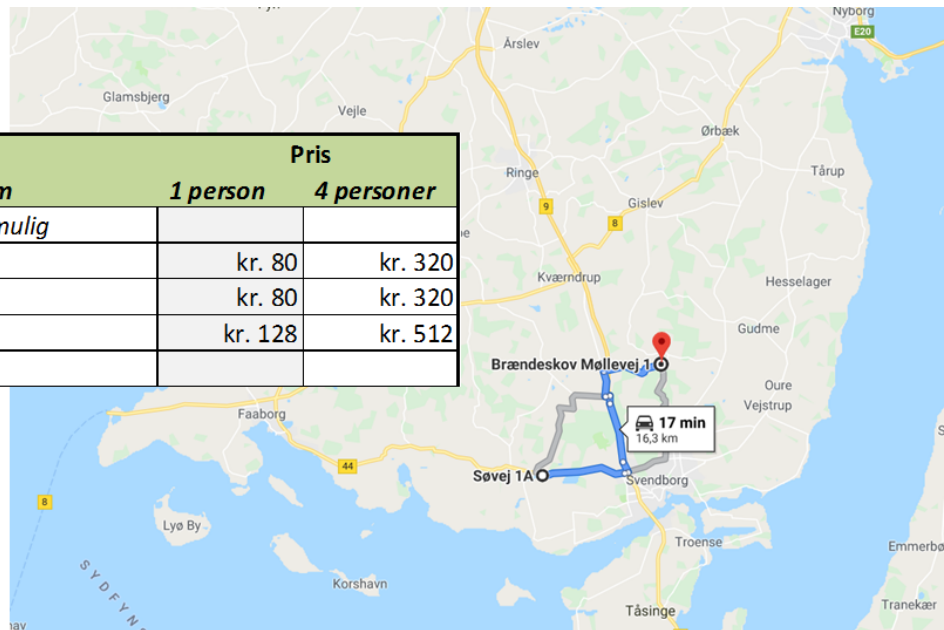 Nyborg
E20
Årslev
Glamsbjerg
Vejle
Ørbæk
Pris
m 1 person 4 personer
mulig
kr. 80 kr. 320
kr. 80 kr. 320
kr. 128 kr. 512
Ringe
Tårup
9
Gislev
8
Kværndrup
Hesselager
Gudme
Brændeskov Møllevej 1
Oure
Vejstrup
Faaborg
17 min
16,3 km
44
Søvej 1A
Svendborg
8
Lyø By
Troense
Emmerbø
SYDFYN
Korshavn
Tåsinge
Tranekær